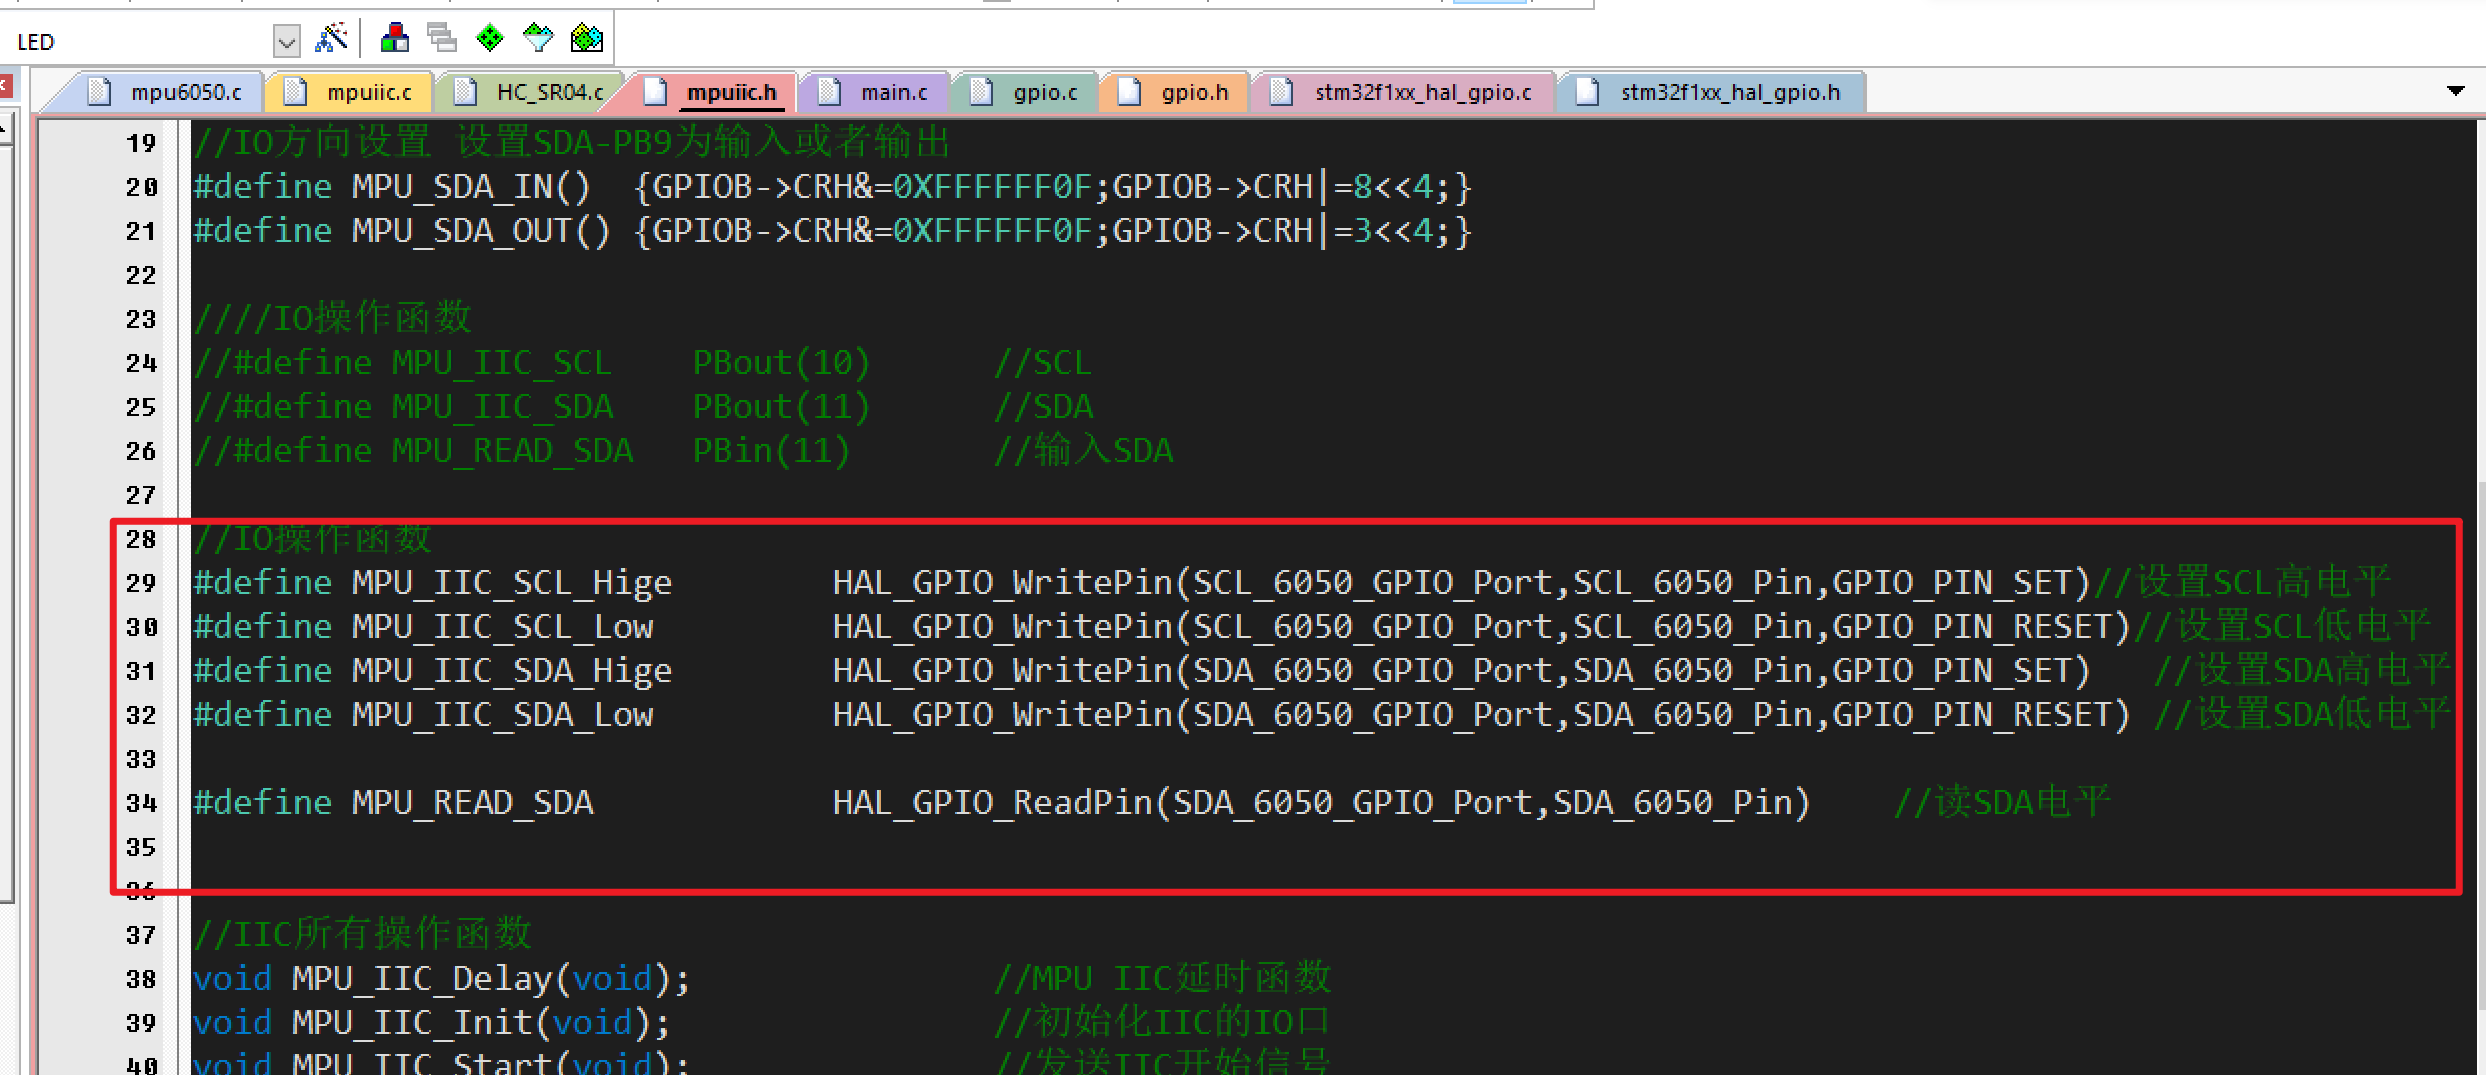 LED
mpu6050.c mpuiic.c HC_SR04.c mpuiic.h main.c gpio.c gpio.h stm32f1xx_hal_gpio.c stm32f1xx_hal_gpio.h
19 //IO方向设置 设置SDA-PB9为输入或者输出
20 #define MPU_SDA_IN()  {GPIOB->CRH&=0XFFFFFF0F;GPIOB->CRH|=8<<4;}
21 #define MPU_SDA_OUT() {GPIOB->CRH&=0XFFFFFF0F;GPIOB->CRH|=3<<4;}
22
23 ////IO操作函数
24 //#define MPU_IIC_SCL    PBout(10)      //SCL
25 //#define MPU_IIC_SDA    PBout(11)      //SDA
26 //#define MPU_READ_SDA   PBin(11)       //输入SDA
27
28 //IO操作函数
29 #define MPU_IIC_SCL_Hige        HAL_GPIO_WritePin(SCL_6050_GPIO_Port,SCL_6050_Pin,GPIO_PIN_SET)//设置SCL高电平
30 #define MPU_IIC_SCL_Low         HAL_GPIO_WritePin(SCL_6050_GPIO_Port,SCL_6050_Pin,GPIO_PIN_RESET)//设置SCL低电平
31 #define MPU_IIC_SDA_Hige        HAL_GPIO_WritePin(SDA_6050_GPIO_Port,SDA_6050_Pin,GPIO_PIN_SET)   //设置SDA高电平
32 #define MPU_IIC_SDA_Low         HAL_GPIO_WritePin(SDA_6050_GPIO_Port,SDA_6050_Pin,GPIO_PIN_RESET) //设置SDA低电平
33
34 #define MPU_READ_SDA            HAL_GPIO_ReadPin(SDA_6050_GPIO_Port,SDA_6050_Pin)    //读SDA电平
35
36
37 //IIC所有操作函数
38 void MPU_IIC_Delay(void);               //MPU IIC延时函数
39 void MPU_IIC_Init(void);                //初始化IIC的IO口
40 void MPU_IIC_Start(void);               //发送IIC开始信号